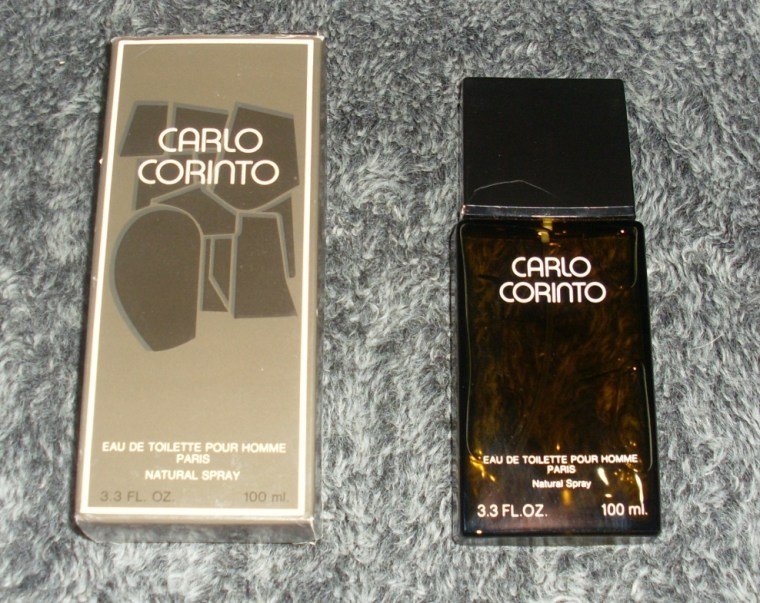 CARLO
CORINTO
EAU DE TOILETTE POUR HOMME
PARIS
NATURAL SPRAY
3.3 FL. OZ. 100 ml.
CARLO
CORINTO
EAU DE TOILETTE POUR HOMME
PARIS
Natural Spray
3.3 FL.OZ. 100 ml.